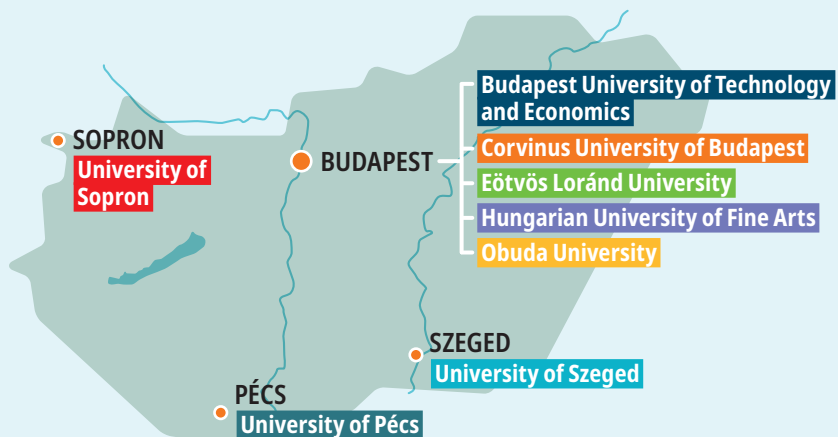 SOPRON
University of
Sopron
BUDAPEST
Budapest University of Technology
and Economics
Corvinus University of Budapest
Eötvös Loránd University
Hungarian University of Fine Arts
Obuda University
SZEGED
University of Szeged
PÉCS
University of Pécs